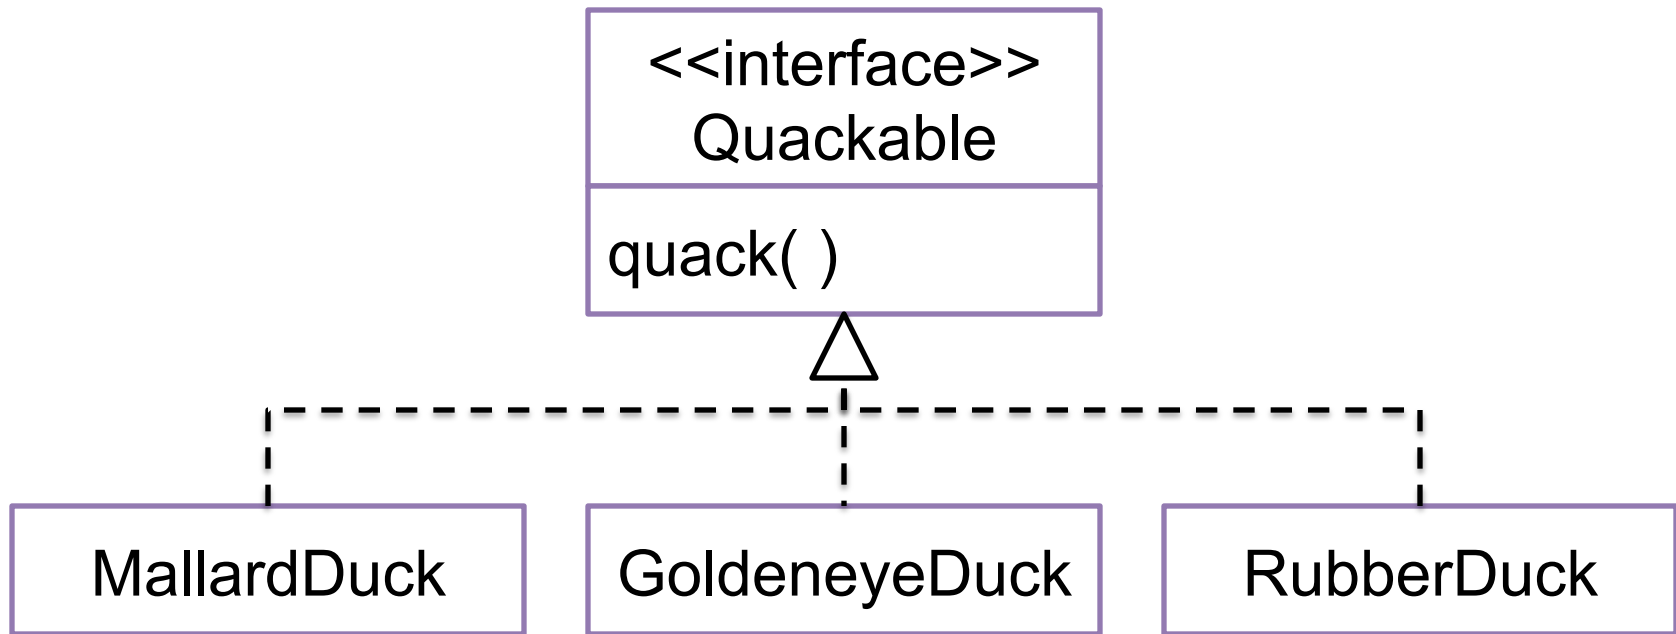 <<interface>>
Quackable
quack( )
MallardDuck
GoldeneyeDuck
RubberDuck